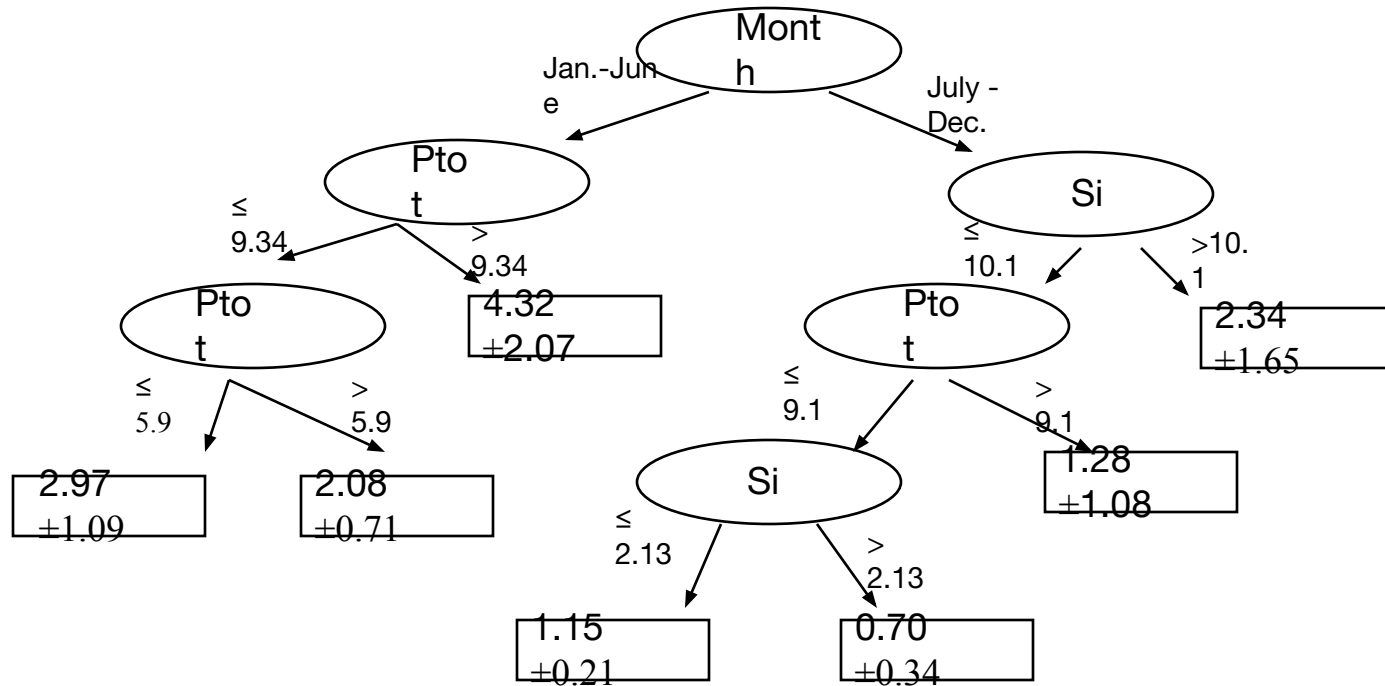 Mont
h
Jan.-Jun
e
July -
Dec.
Pto
t
Si
≤
9.34
>
9.34
≤
10.1
>10.
1
Pto
t
4.32
±2.07
Pto
t
2.34
±1.65
≤
5.9
>
5.9
≤
9.1
>
9.1
2.97
±1.09
2.08
±0.71
Si
1.28
±1.08
≤
2.13
>
2.13
1.15
±0.21
0.70
±0.34